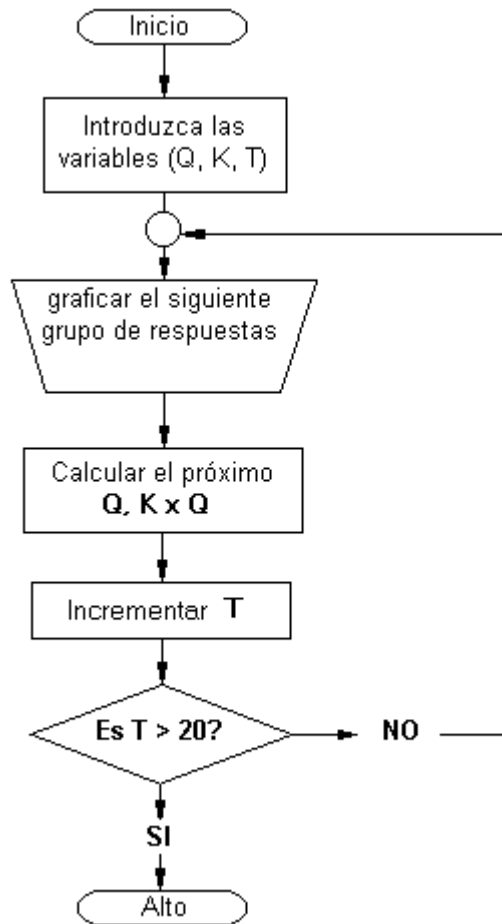 Inicio
Introduzca las
variables (Q, K, T)
graficar el siguiente
grupo de respuestas
Calcular el próximo
Q, K x Q
Incrementar T
Es T > 20?
NO
SI
Alto